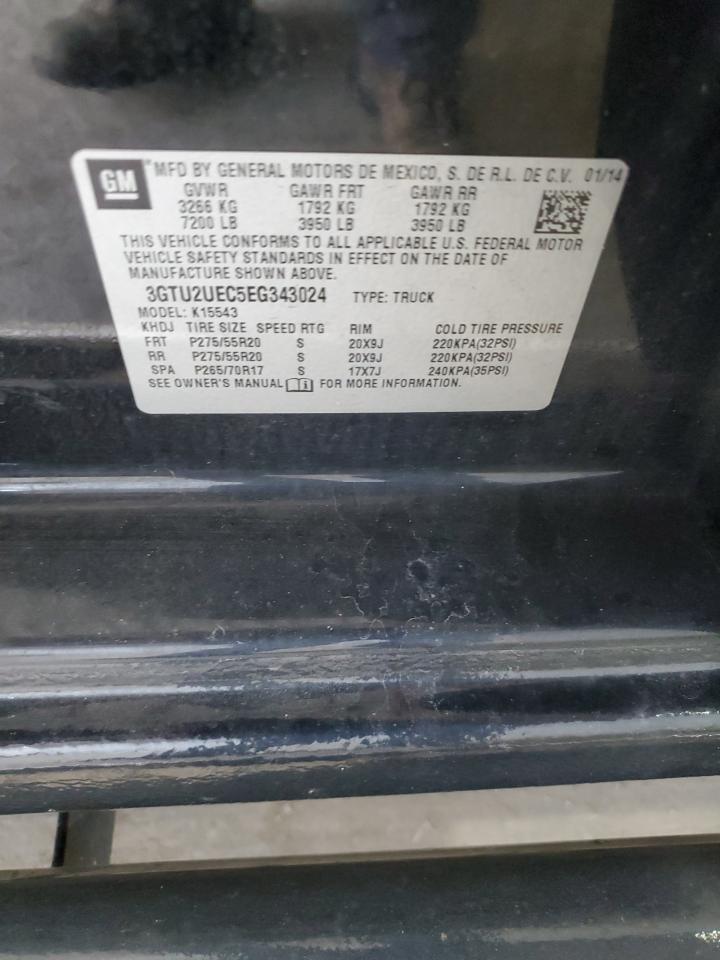 GM
MFD BY GENERAL MOTORS DE MEXICO, S. DE R.L. DE C.V. 01/14
GVWR GAWR FRT GAWR RR
3266 KG 1792 KG 1792 KG
7200 LB 3950 LB 3950 LB
THIS VEHICLE CONFORMS TO ALL APPLICABLE U.S. FEDERAL MOTOR
VEHICLE SAFETY STANDARDS IN EFFECT ON THE DATE OF
MANUFACTURE SHOWN ABOVE.
3GTU2UEC5EG343024 TYPE: TRUCK
MODEL: K15543
KHDJ TIRE SIZE SPEED RTG RIM COLD TIRE PRESSURE
FRT P275/55R20 S 20X9J 220KPA(32PSI)
RR P275/55R20 S 20X9J 220KPA(32PSI)
SPA P265/70R17 S 17X7J 240KPA(35PSI)
SEE OWNER'S MANUAL i FOR MORE INFORMATION.